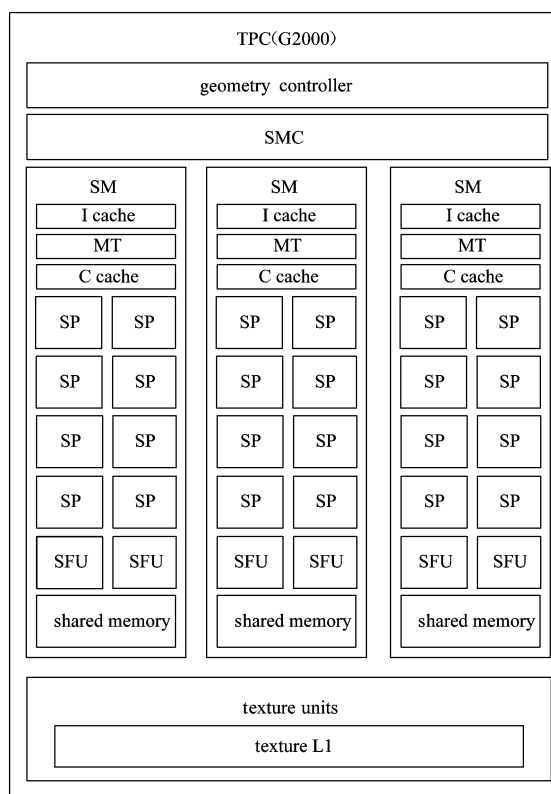 TPC(G2000)
geometry controller
SMC
SM SM SM
I cache I cache I cache
MT MT MT
C cache C cache C cache
SP SP SP SP SP SP
SP SP SP SP SP SP
SP SP SP SP SP SP
SP SP SP SP SP SP
SFU SFU SFU SFU SFU SFU
shared memory shared memory shared memory
texture units
texture L1